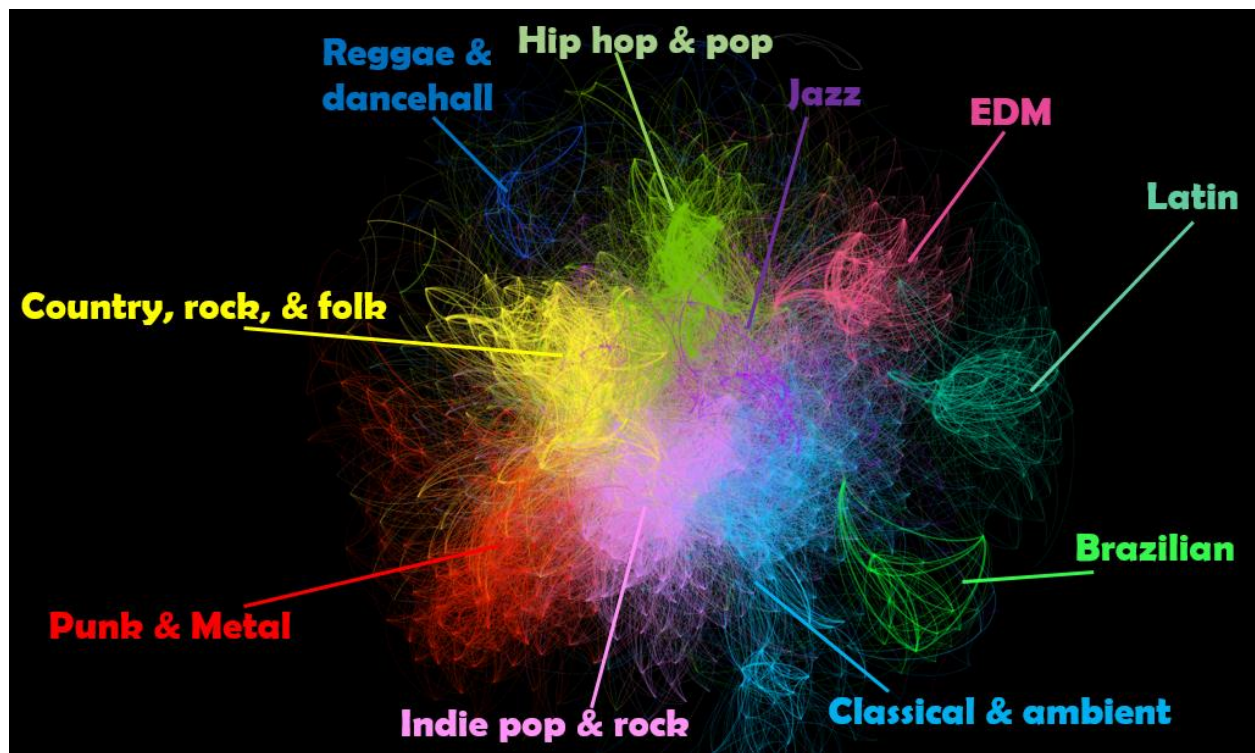 Hip hop & pop
Reggae &
dancehall
Jazz
EDM
Latin
Country, rock, & folk
Brazilian
Punk & Metal
Indie pop & rock
Classical & ambient